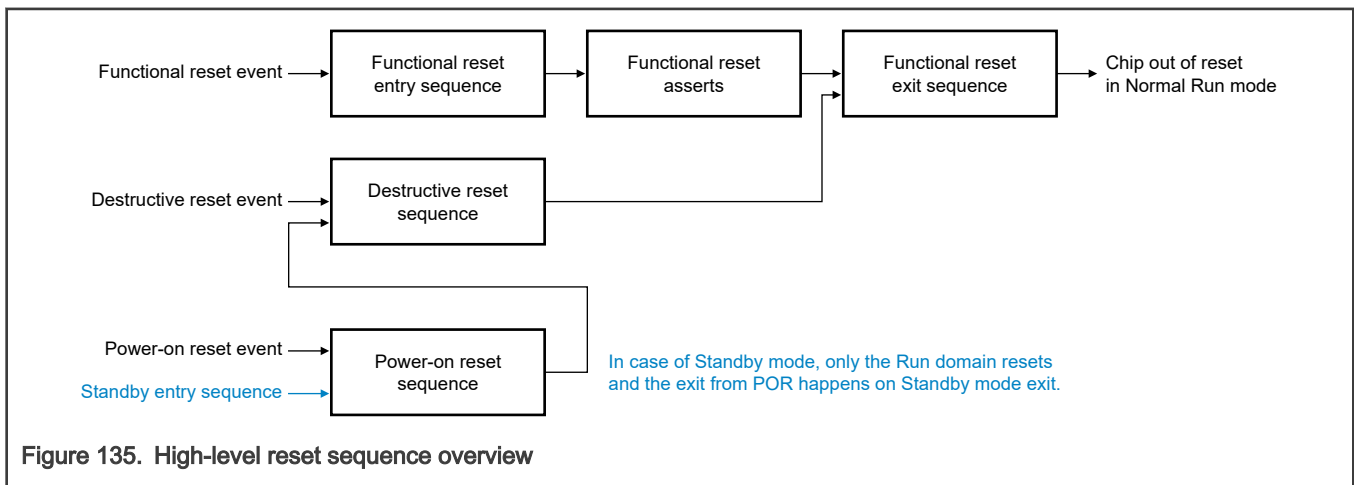 Functional reset event
Functional reset
entry sequence
Functional reset
asserts
Functional reset
exit sequence
Chip out of reset
in Normal Run mode
Destructive reset event
Destructive reset
sequence
Power-on reset event
Standby entry sequence
Power-on reset
sequence
In case of Standby mode, only the Run domain resets
and the exit from POR happens on Standby mode exit.
Figure 135. High-level reset sequence overview